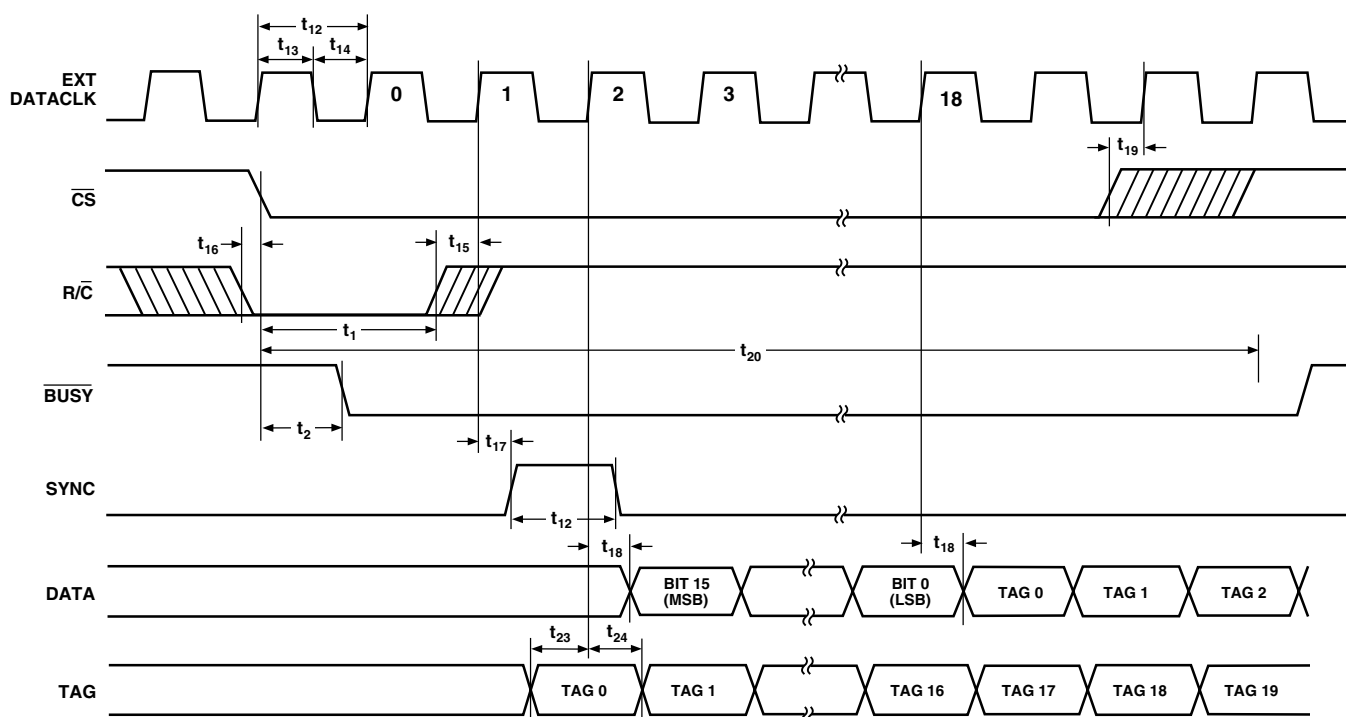 t12
t13 t14
EXT
DATACLK
0 1 2 3 18
t19
CS
t16 t15
R/C
t1
t20
BUSY
t2
t17
SYNC
t12
t18 t18
DATA
BIT 15
(MSB)
BIT 0
(LSB)
TAG 0 TAG 1 TAG 2
t23 t24
TAG
TAG 0 TAG 1 TAG 16 TAG 17 TAG 18 TAG 19